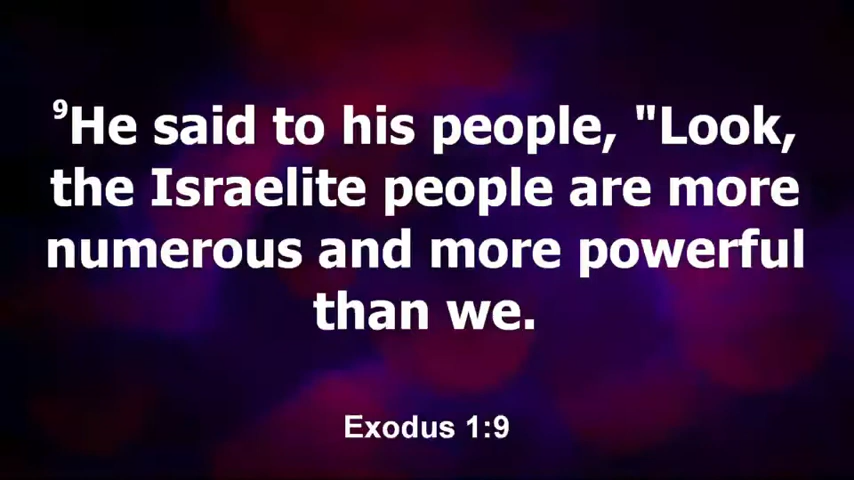 ⁹He said to his people, "Look,
the Israelite people are more
numerous and more powerful
than we.
Exodus 1:9